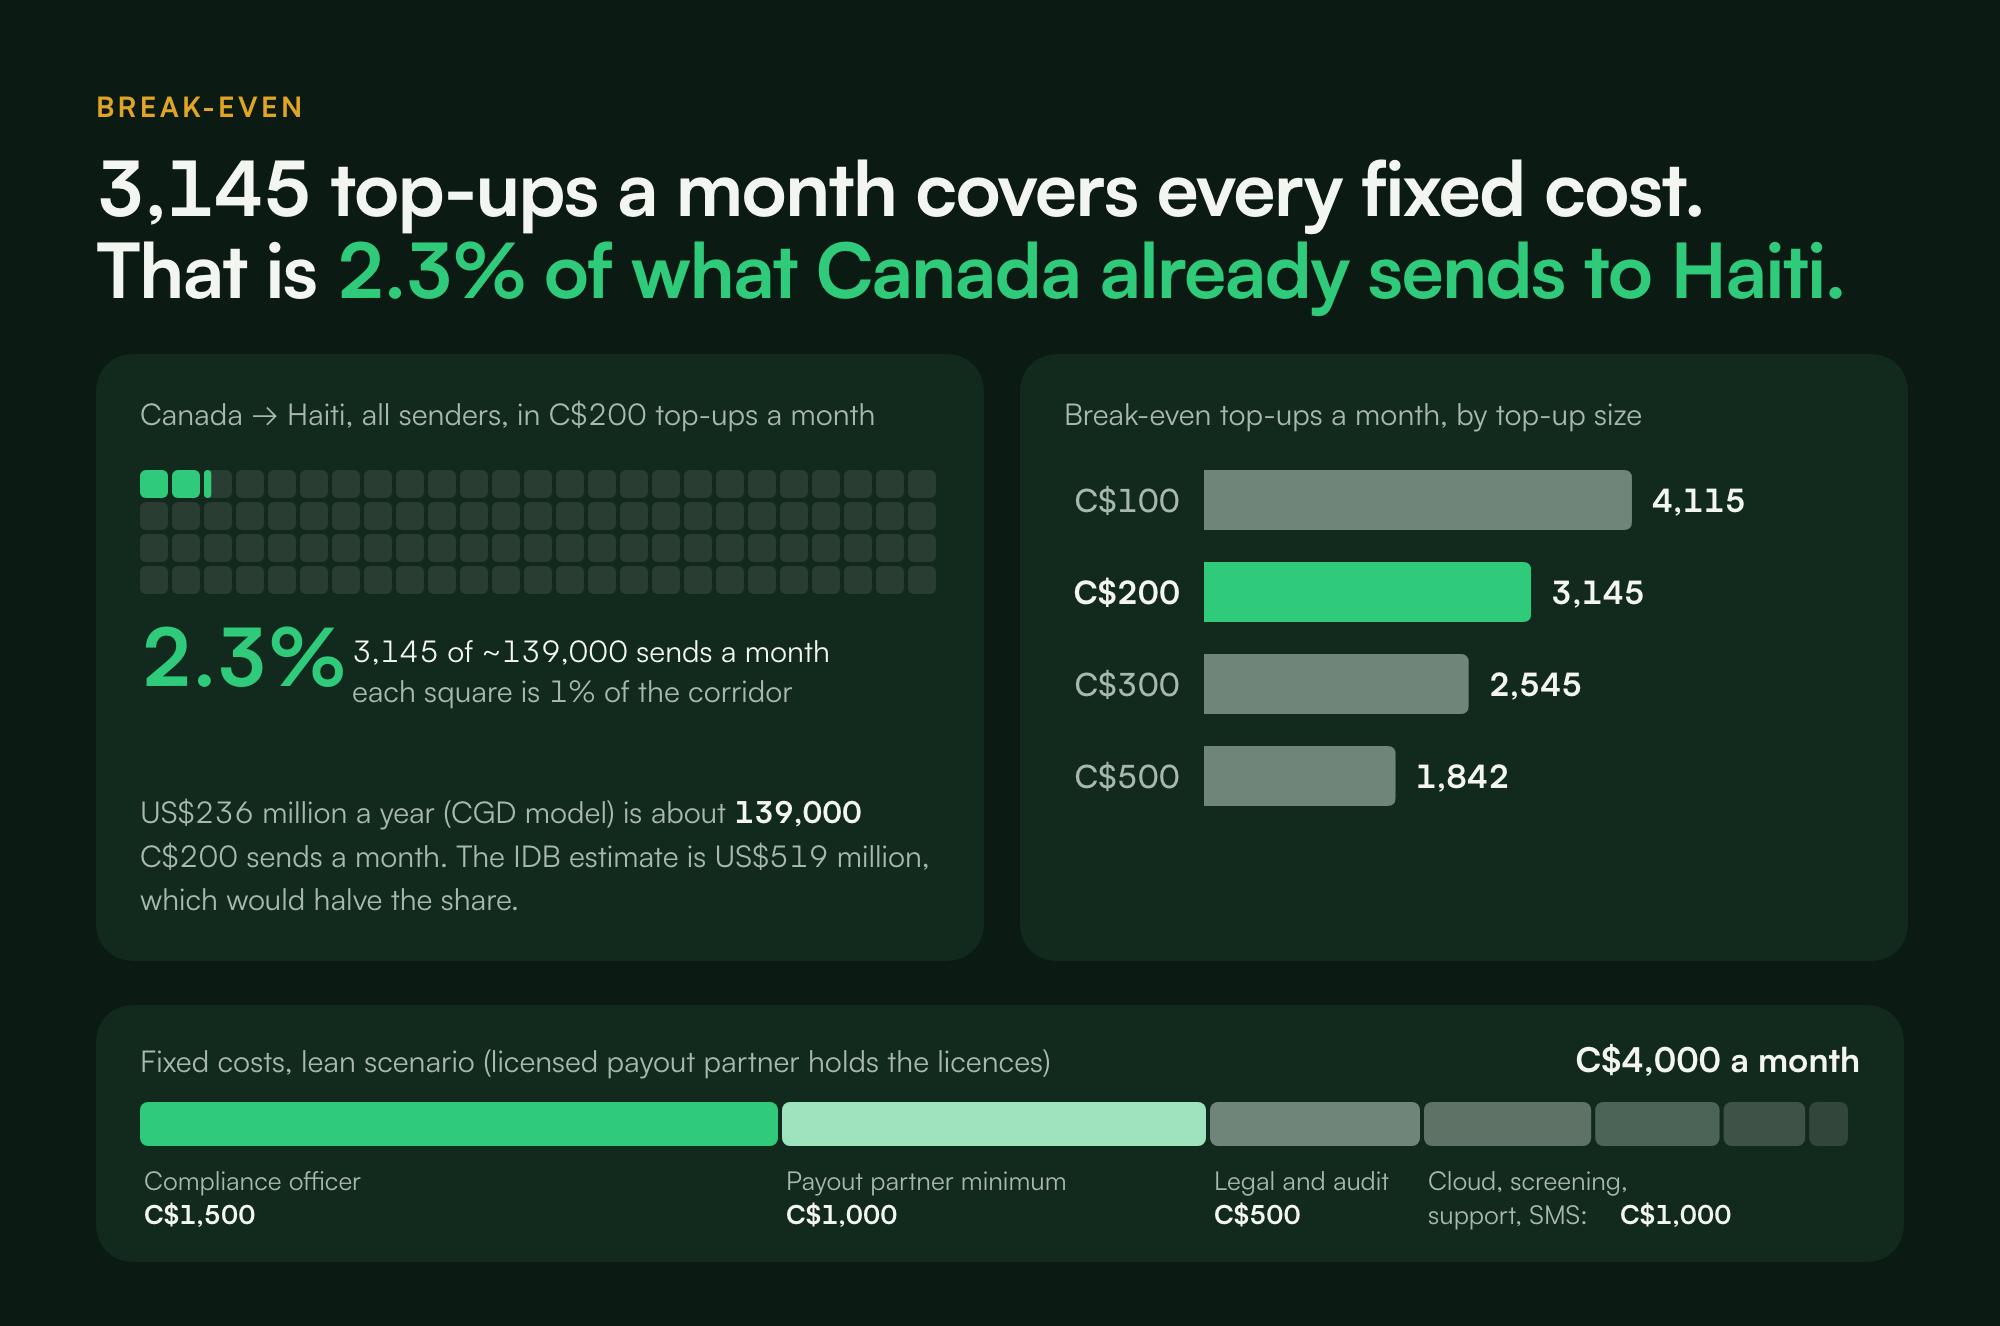 BREAK-EVEN
3,145 top-ups a month covers every fixed cost.
That is 2.3% of what Canada already sends to Haiti.
Canada → Haiti, all senders, in C$200 top-ups a month
2.3%
3,145 of ~139,000 sends a month
each square is 1% of the corridor
US$236 million a year (CGD model) is about 139,000
C$200 sends a month. The IDB estimate is US$519 million,
which would halve the share.
Break-even top-ups a month, by top-up size
C$100 4,115
C$200 3,145
C$300 2,545
C$500 1,842
Fixed costs, lean scenario (licensed payout partner holds the licences)
C$4,000 a month
Compliance officer
C$1,500
Payout partner minimum
C$1,000
Legal and audit
C$500
Cloud, screening,
support, SMS: C$1,000